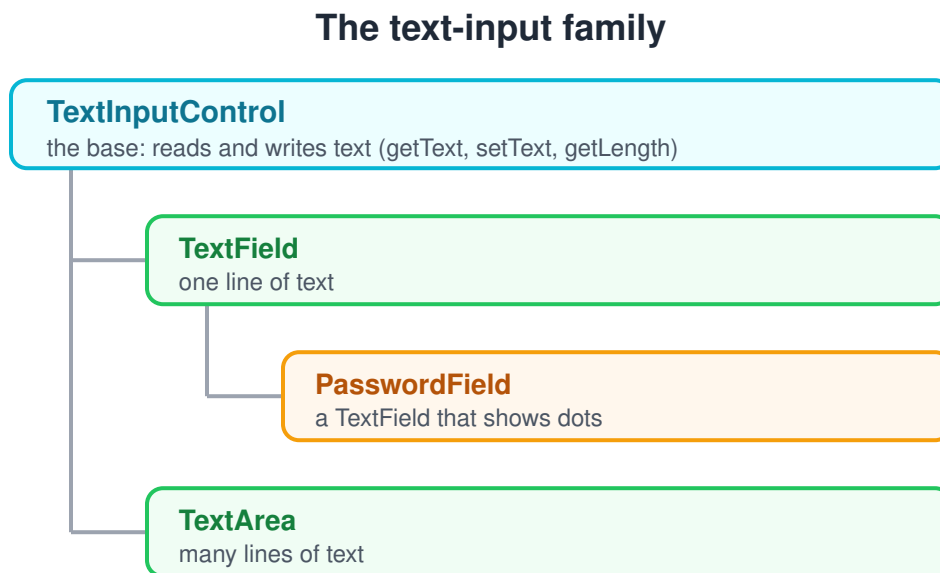 The text-input family
TextInputControl
the base: reads and writes text (getText, setText, getLength)
TextField
one line of text
PasswordField
a TextField that shows dots
TextArea
many lines of text